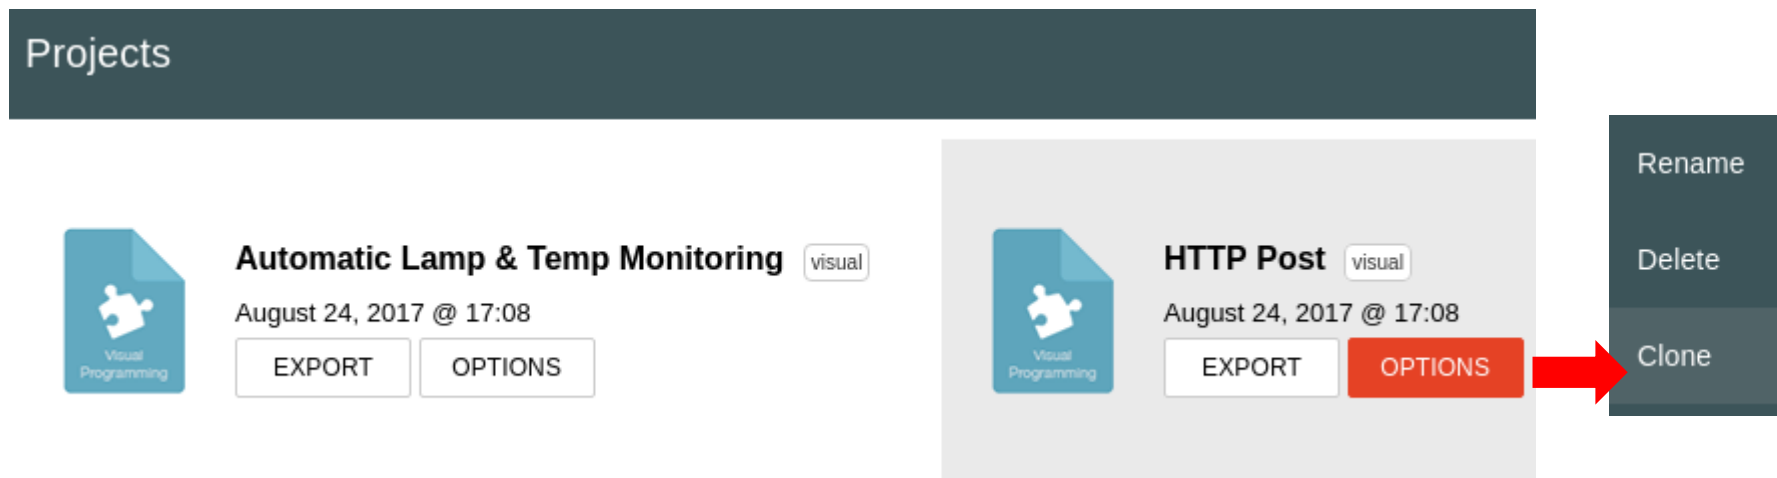 Projects
Automatic Lamp & Temp Monitoring visual
August 24, 2017 @ 17:08
EXPORT OPTIONS
Visual
Programming
HTTP Post visual
August 24, 2017 @ 17:08
EXPORT OPTIONS
Visual
Programming
Rename
Delete
Clone